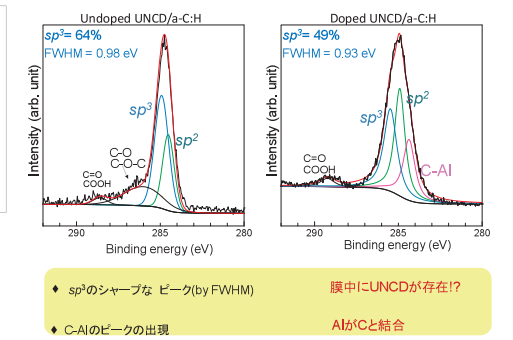 Undoped UNCD/a-C:H
sp³= 64%
FWHM = 0.98 eV
Intensity (arb. unit)
sp³
sp²
C-O
C-O-C
C=O
COOH
290
285
280
Binding energy (eV)
Doped UNCD/a-C:H
sp³= 49%
FWHM = 0.93 eV
Intensity (arb. unit)
sp³
sp²
C-Al
C=O
COOH
290
285
280
Binding energy (eV)
♦ sp³のシャープな ピーク(by FWHM)
膜中にUNCDが存在!?
♦ C-Alのピークの出現
AlがCと結合